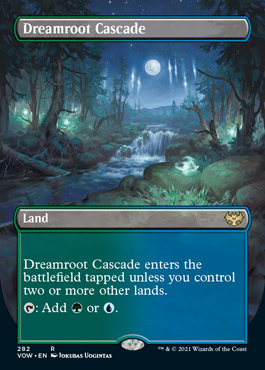 Dreamroot Cascade
Land
Dreamroot Cascade enters the
battlefield tapped unless you control
two or more other lands.
: Add or .
282 R
VOW • EN Jokubas Uogintas
™ & © 2021 Wizards of the Coast